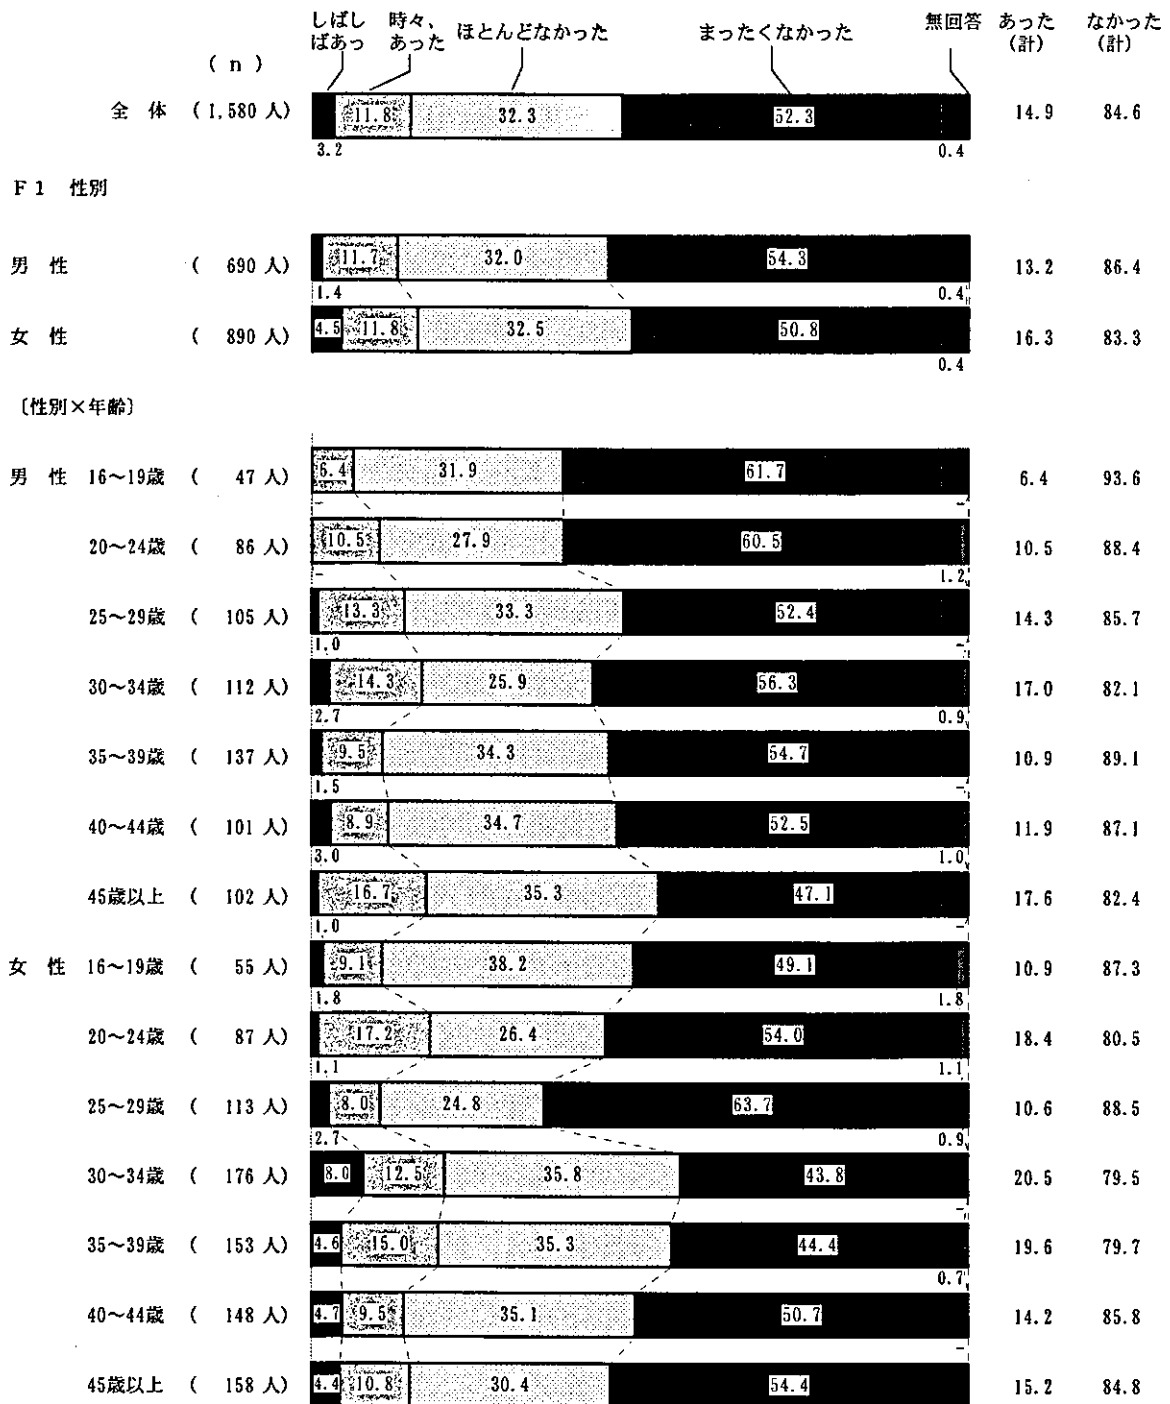 しばし 時々、 ほとんどなかった まったくなかった 無回答 あった なかった
ばあっ あった (計) (計)
(n)
全体 (1,580人) 11.8 32.3 52.3 14.9 84.6
3.2 0.4
F1 性別
男性 ( 690人) 11.7 32.0 54.3 13.2 86.4
1.4 0.4
女性 ( 890人) 4.5 11.8 32.5 50.8 16.3 83.3
0.4
〔性別×年齢〕
男性 16～19歳 ( 47人) 6.4 31.9 61.7 6.4 93.6
- -
20～24歳 ( 86人) 10.5 27.9 60.5 10.5 88.4
- 1.2
25～29歳 ( 105人) 13.3 33.3 52.4 14.3 85.7
1.0 -
30～34歳 ( 112人) 14.3 25.9 56.3 17.0 82.1
2.7 0.9
35～39歳 ( 137人) 9.5 34.3 54.7 10.9 89.1
1.5 -
40～44歳 ( 101人) 8.9 34.7 52.5 11.9 87.1
3.0 1.0
45歳以上 ( 102人) 16.7 35.3 47.1 17.6 82.4
1.0 -
女性 16～19歳 ( 55人) 9.1 38.2 49.1 10.9 87.3
1.8 1.8
20～24歳 ( 87人) 17.2 26.4 54.0 18.4 80.5
1.1 1.1
25～29歳 ( 113人) 8.0 24.8 63.7 10.6 88.5
2.7 0.9
30～34歳 ( 176人) 8.0 12.5 35.8 43.8 20.5 79.5
-
35～39歳 ( 153人) 4.6 15.0 35.3 44.4 19.6 79.7
0.7
40～44歳 ( 148人) 4.7 9.5 35.1 50.7 14.2 85.8
-
45歳以上 ( 158人) 4.4 10.8 30.4 54.4 15.2 84.8